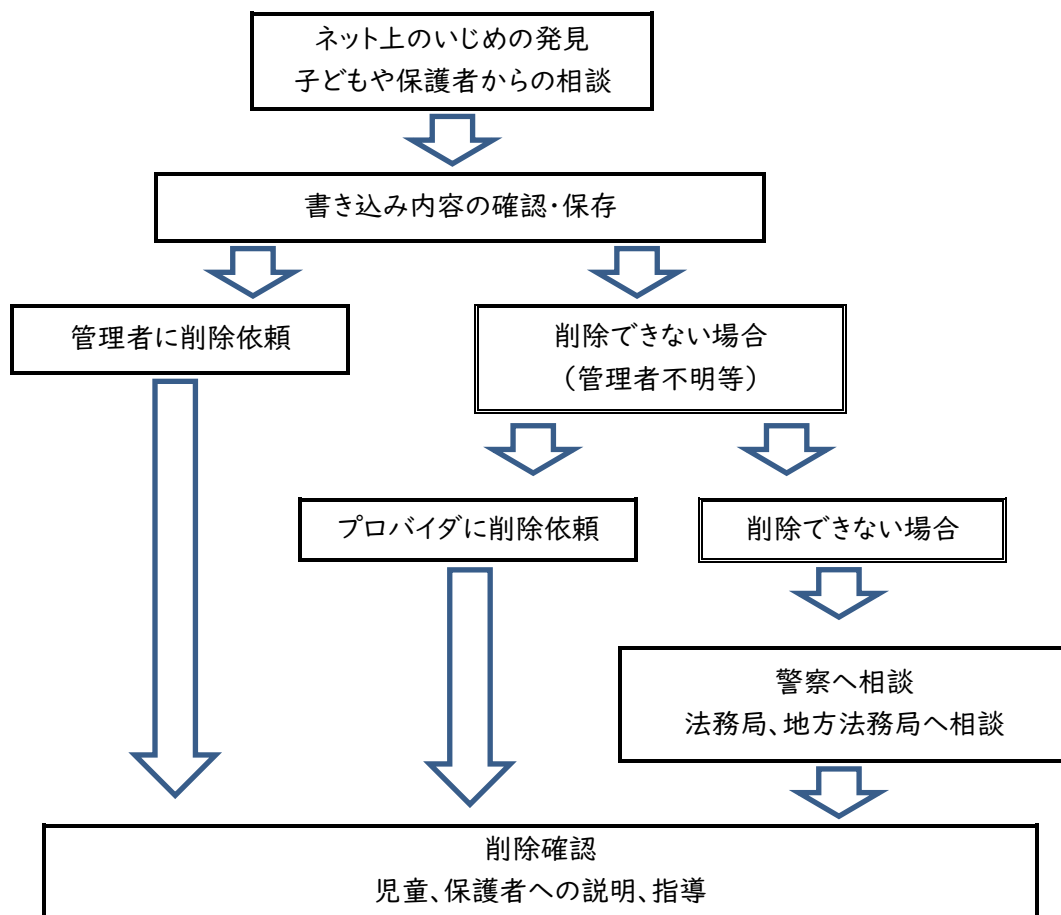 ネット上のいじめの発見
子どもや保護者からの相談
書き込み内容の確認・保存
管理者に削除依頼
削除できない場合
（管理者不明等）
プロバイダに削除依頼
削除できない場合
警察へ相談
法務局、地方法務局へ相談
削除確認
児童、保護者への説明、指導